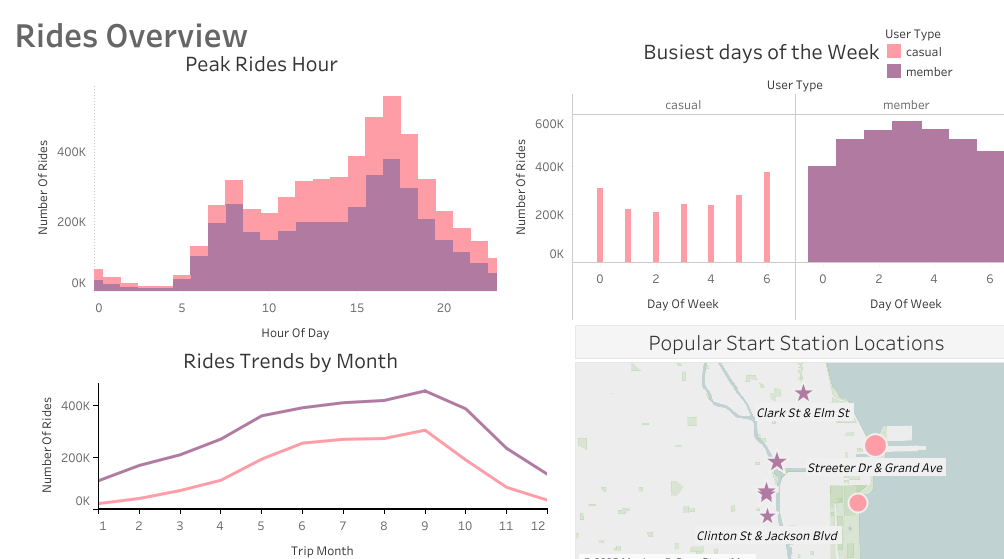 Rides Overview
Peak Rides Hour
Number Of Rides
400K
200K
0K
0
5
10
15
20
Hour Of Day
Busiest days of the Week
User Type
casual
member
User Type
casual
member
Number Of Rides
600K
400K
200K
0K
0
2
4
6
0
2
4
6
Day Of Week
Day Of Week
Rides Trends by Month
Number Of Rides
400K
200K
0K
1
2
3
4
5
6
7
8
9
10
11
12
Trip Month
Popular Start Station Locations
Clark St & Elm St
Streeter Dr & Grand Ave
Clinton St & Jackson Blvd